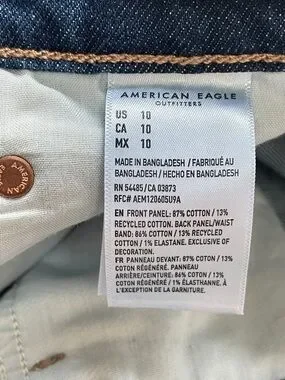 AMERICAN EAGLE
OUTFITTERS
US 10
CA 10
MX 10
MADE IN BANGLADESH / FABRIQUÉ AU
BANGLADESH / HECHO EN BANGLADESH
RN 54485/CA 03873
RFC# AEM120605U9A
EN FRONT PANEL: 87% COTTON / 13%
RECYCLED COTTON. BACK PANEL/WAIST
BAND: 86% COTTON / 13% RECYCLED
COTTON / 1% ELASTANE. EXCLUSIVE OF
DECORATION.
FR PANNEAU DEVANT: 87% COTON / 13%
COTON RÉGÉNÉRÉ. PANNEAU
ARRIÈRE/CEINTURE: 86% COTON / 13%
COTON RÉGÉNÉRÉ / 1% ÉLASTHANNE. À
L'EXCEPTION DE LA GARNITURE.
AMERICAN